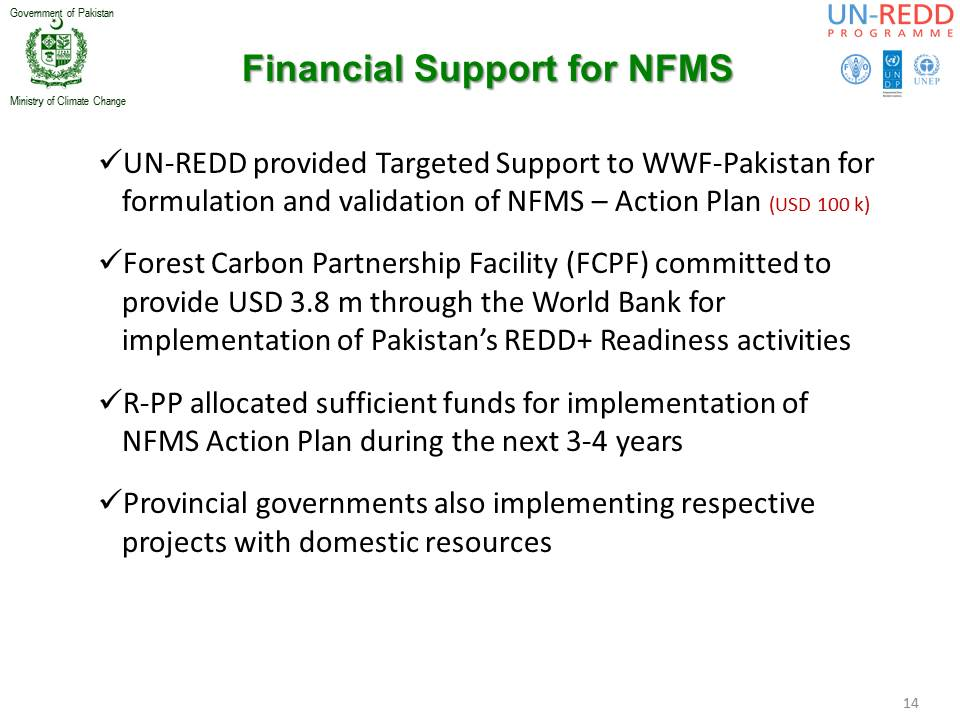 Government of Pakistan
Ministry of Climate Change
UN-REDD
PROGRAMME
FAO
UN
DP
UNEP
Financial Support for NFMS
✓UN-REDD provided Targeted Support to WWF-Pakistan for
formulation and validation of NFMS – Action Plan (USD 100 k)
✓Forest Carbon Partnership Facility (FCPF) committed to
provide USD 3.8 m through the World Bank for
implementation of Pakistan’s REDD+ Readiness activities
✓R-PP allocated sufficient funds for implementation of
NFMS Action Plan during the next 3-4 years
✓Provincial governments also implementing respective
projects with domestic resources
14